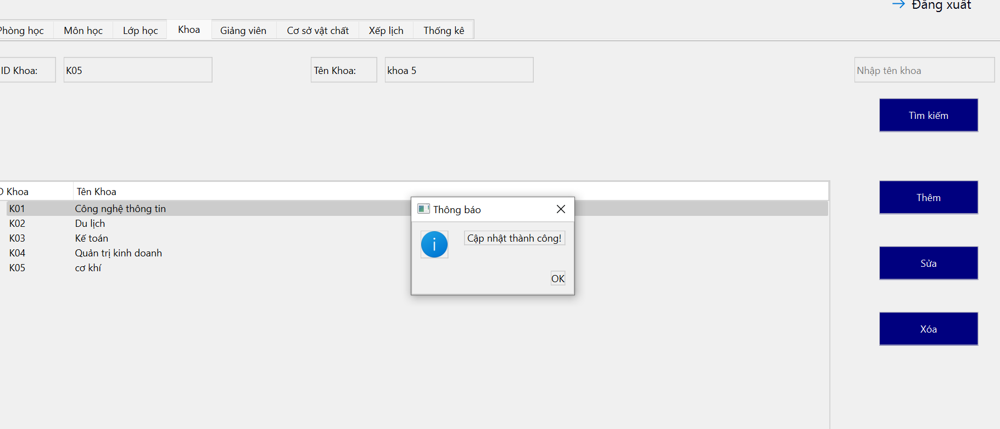 Đăng xuất
Phòng học Môn học Lớp học Khoa Giảng viên Cơ sở vật chất Xếp lịch Thống kê
ID Khoa: K05 Tên Khoa: khoa 5 Nhập tên khoa
Tìm kiếm
ID Khoa Tên Khoa
K01 Công nghệ thông tin
K02 Du lịch
K03 Kế toán
K04 Quản trị kinh doanh
K05 cơ khí
Thông báo
Cập nhật thành công!
OK
Thêm
Sửa
Xóa